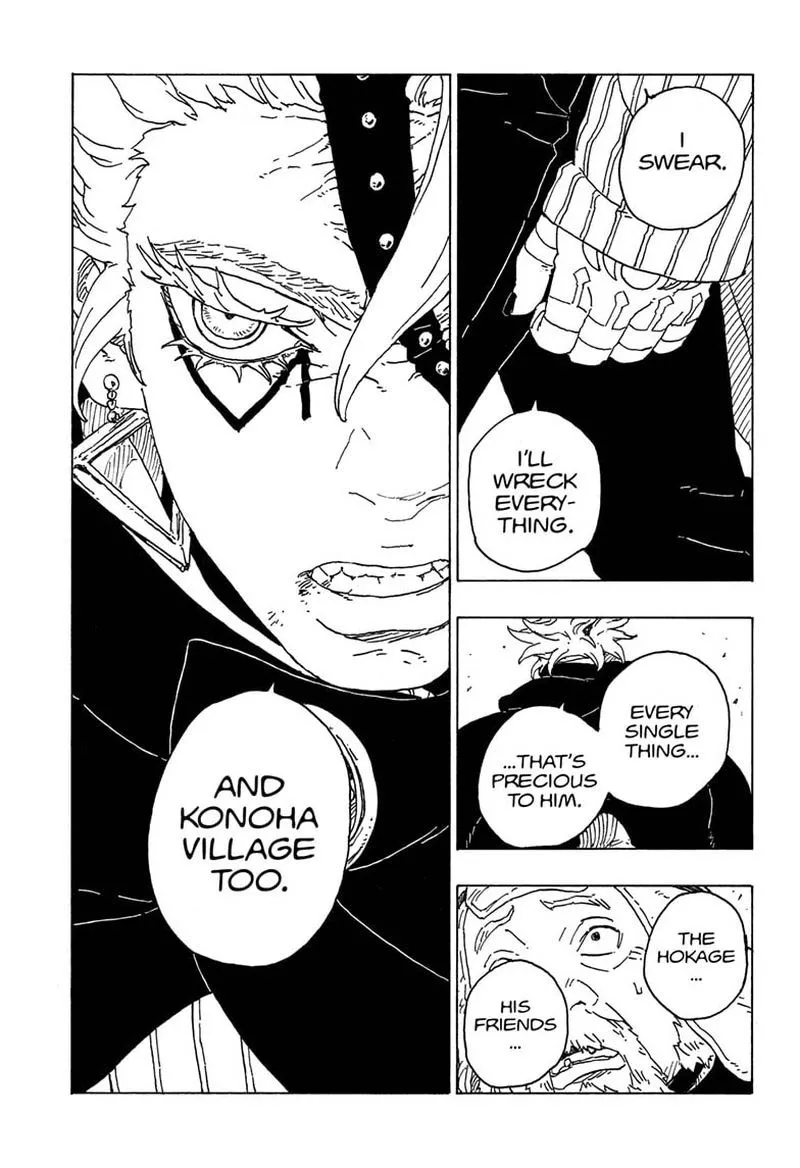 I
SWEAR.
I'LL
WRECK
EVERY-
THING.
EVERY
SINGLE
THING...
...THAT'S
PRECIOUS
TO HIM.
THE
HOKAGE
...
HIS
FRIENDS
...
AND
KONOHA
VILLAGE
TOO.